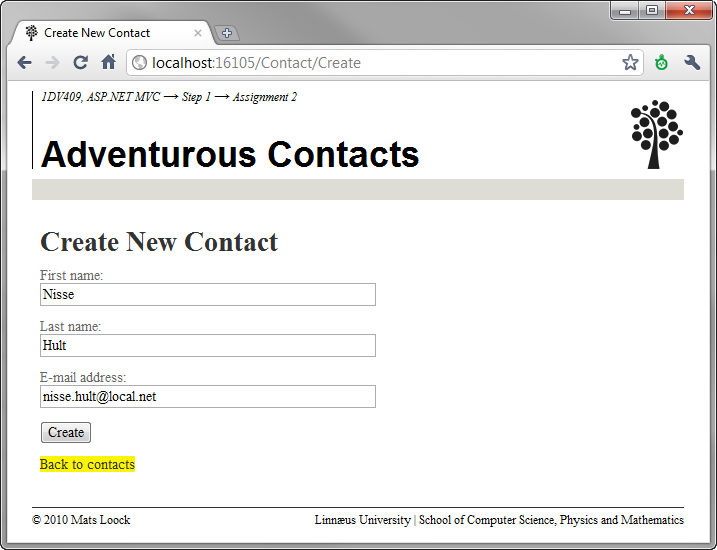 Create New Contact
localhost:16105/Contact/Create
1DV409, ASP.NET MVC → Step 1 → Assignment 2
Adventurous Contacts
Create New Contact
First name:
Nisse
Last name:
Hult
E-mail address:
nisse.hult@local.net
Create
Back to contacts
© 2010 Mats Loock Linnæus University | School of Computer Science, Physics and Mathematics